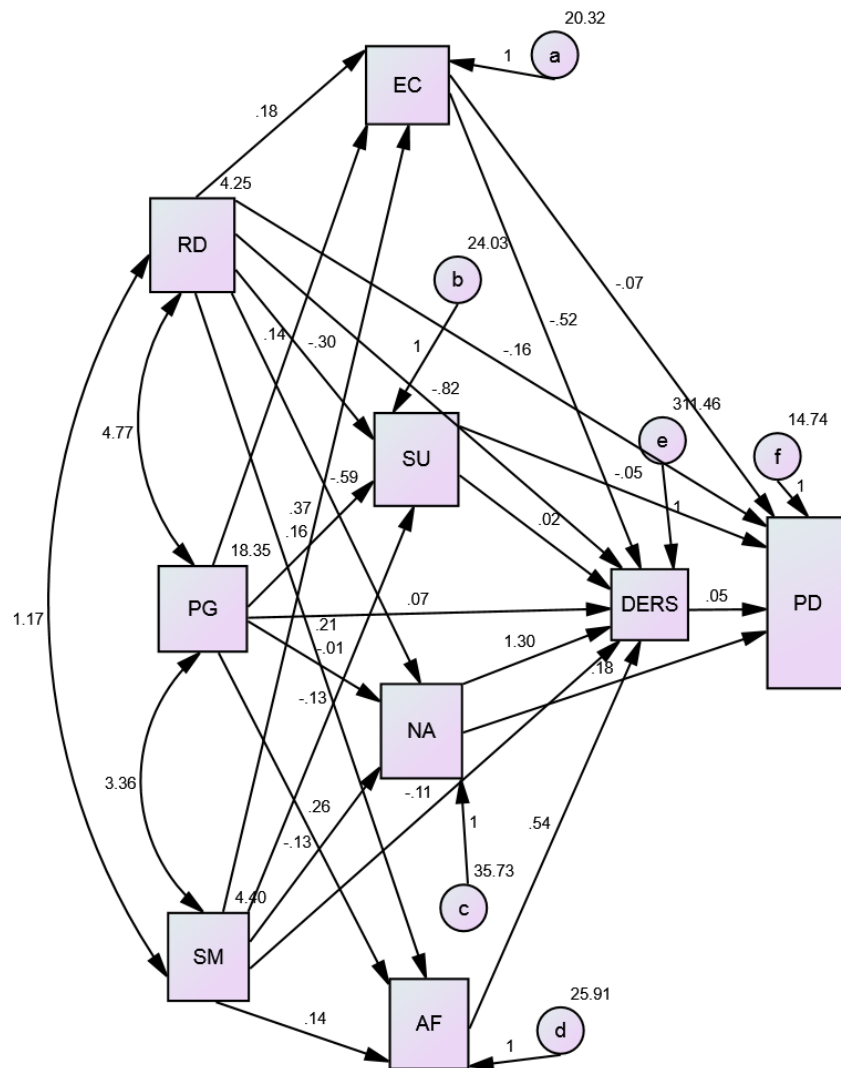 20.32
a
1
EC
.18
4.25
RD
24.03
b
-.07
.14
-.30
1
-.52
-.16
-.82
311.46
14.74
4.77
SU
e
f
-.05
1
-.59
.37
.16
.02
1
18.35
PG
.07
DERS
.05
PD
1.17
.21
-.01
1.30
.18
-.13
NA
3.36
.26
-.11
-.13
1
.54
35.73
4.40
c
SM
25.91
AF
d
.14
1